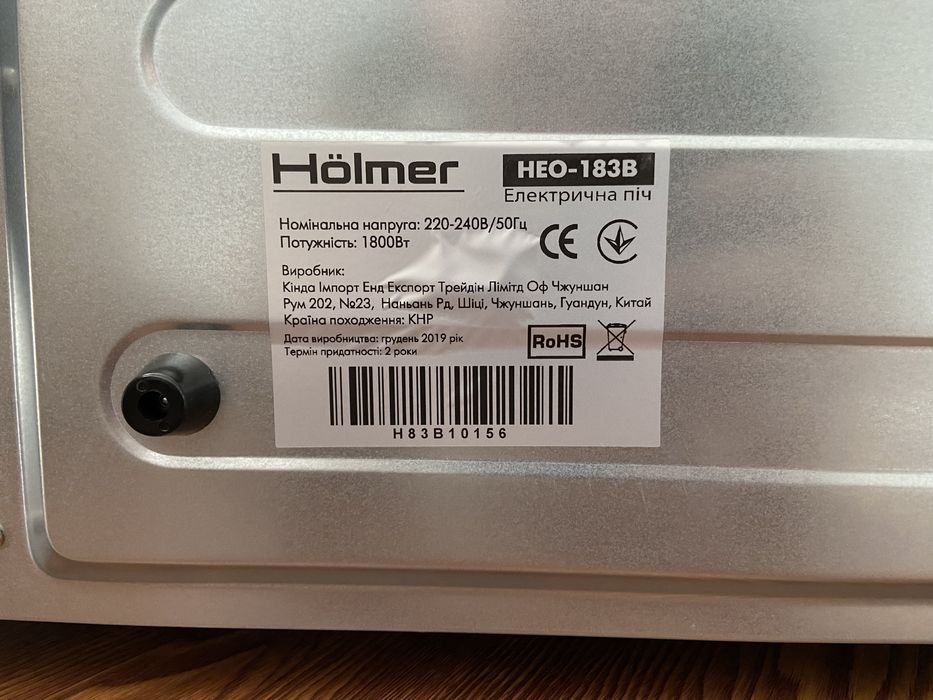 Hölmer
HEO-183B
Електрична піч
Номінальна напруга: 220-240В/50Гц
Потужність: 1800Вт
CE
Виробник:
Кінда Імпорт Енд Експорт Трейдін Лімітд Оф Чжуншан
Рум 202, №23, Наньань Рд, Шіці, Чжуншань, Гуандун, Китай
Країна походження: КНР
Дата виробництва: грудень 2019 рік
Термін придатності: 2 роки
RoHS
H83B10156